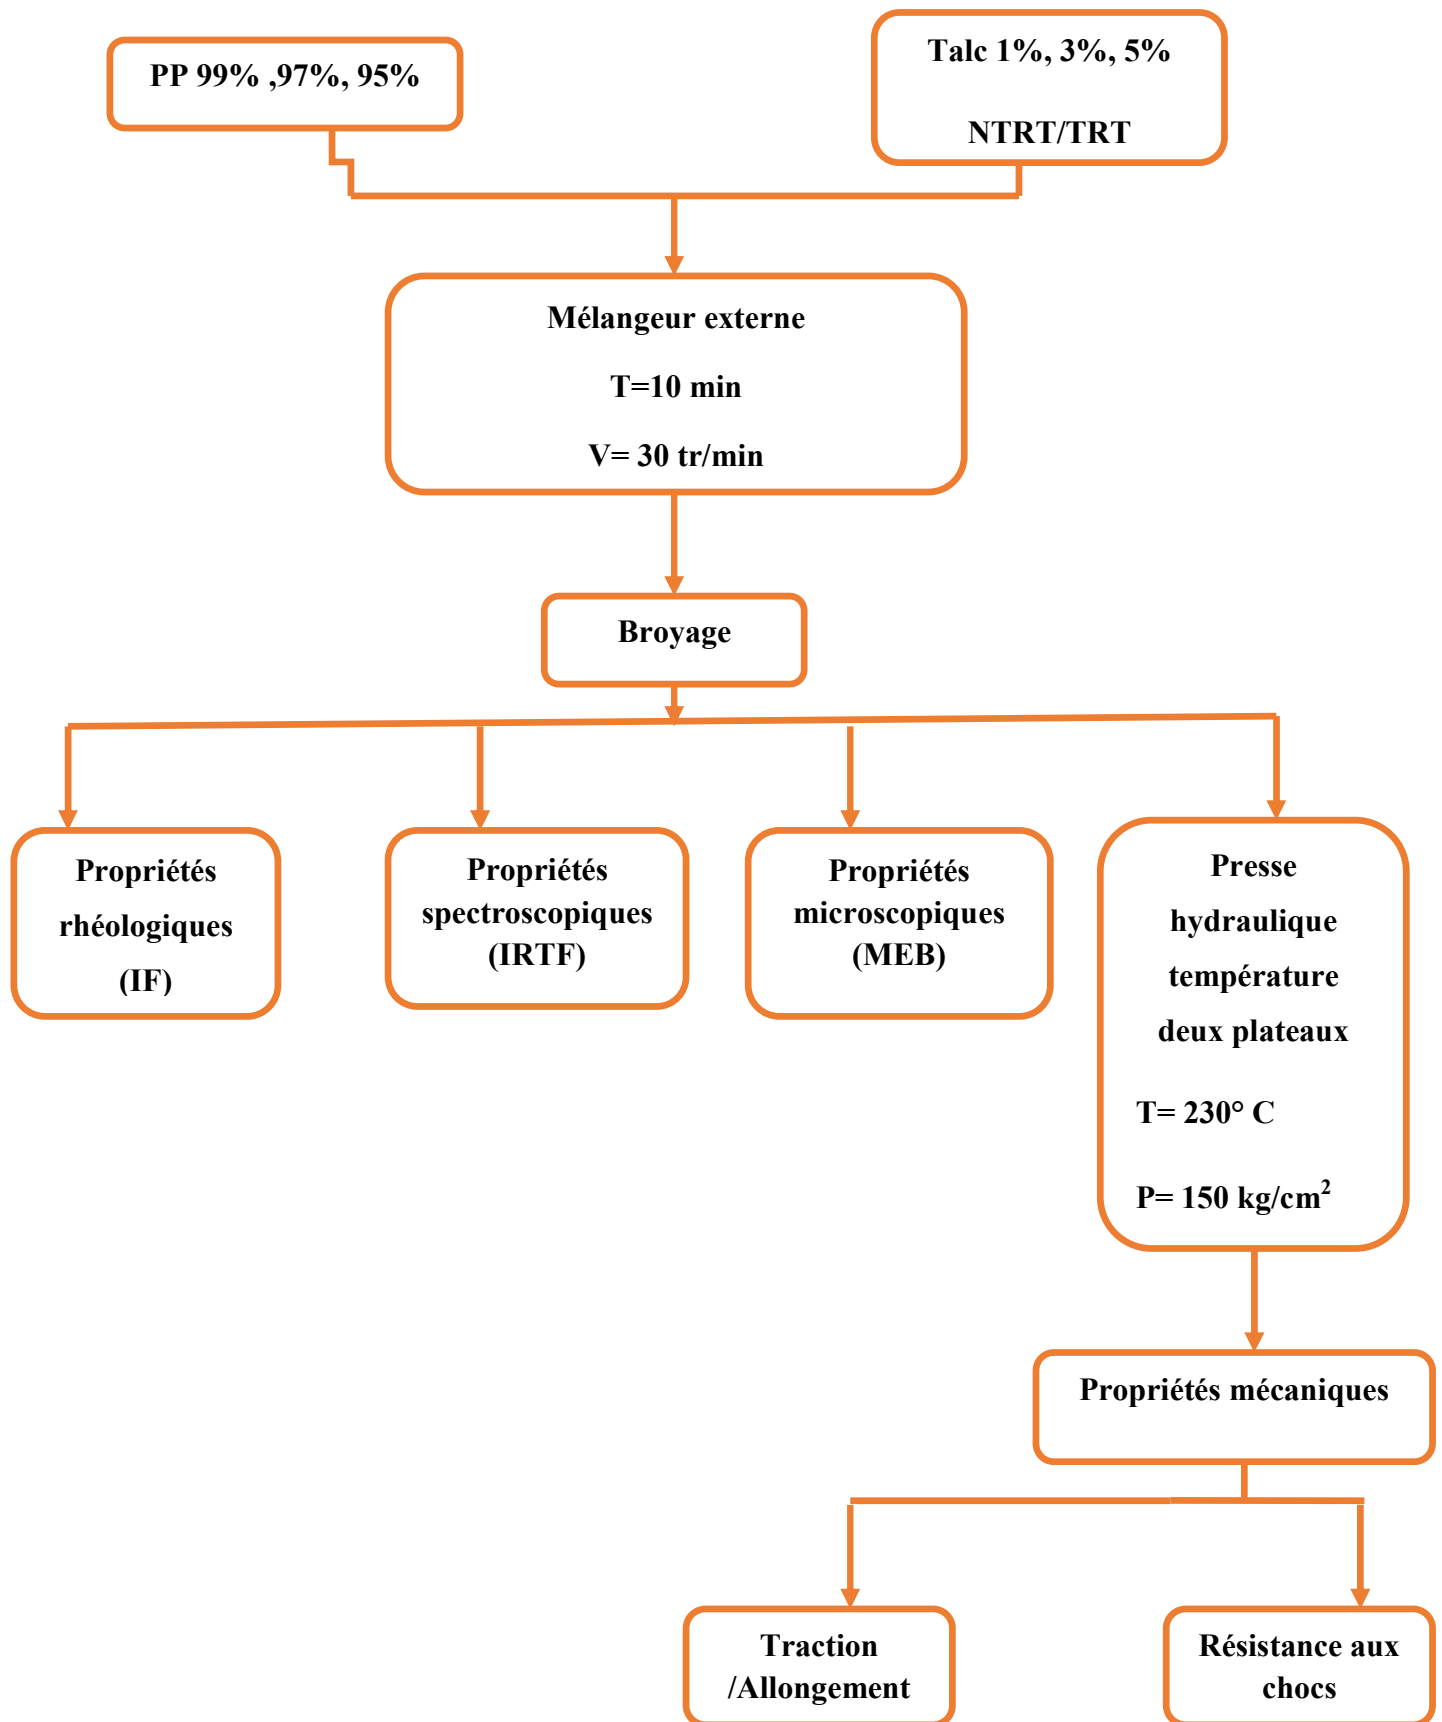 PP 99% ,97%, 95%
Talc 1%, 3%, 5%
NTRT/TRT
Mélangeur externe
T=10 min
V= 30 tr/min
Broyage
Propriétés
rhéologiques
(IF)
Propriétés
spectroscopiques
(IRTF)
Propriétés
microscopiques
(MEB)
Presse
hydraulique
température
deux plateaux
T= 230° C
P= 150 kg/cm²
Propriétés mécaniques
Traction
/Allongement
Résistance aux
chocs